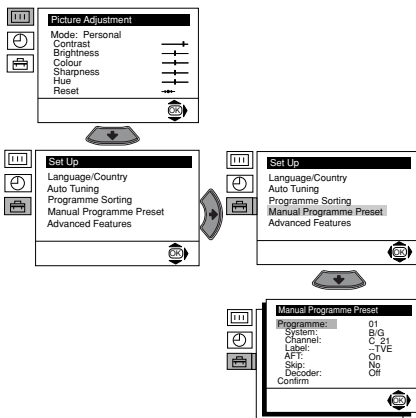 Picture Adjustment
Mode: Personal
Contrast
Brightness
Colour
Sharpness
Hue
Reset
OK
Set Up
Language/Country
Auto Tuning
Programme Sorting
Manual Programme Preset
Advanced Features
OK
Set Up
Language/Country
Auto Tuning
Programme Sorting
Manual Programme Preset
Advanced Features
OK
Manual Programme Preset
Programme: 01
System: B/G
Channel: C_21
Label: --TVE
AFT: On
Skip: No
Decoder: Off
Confirm
OK